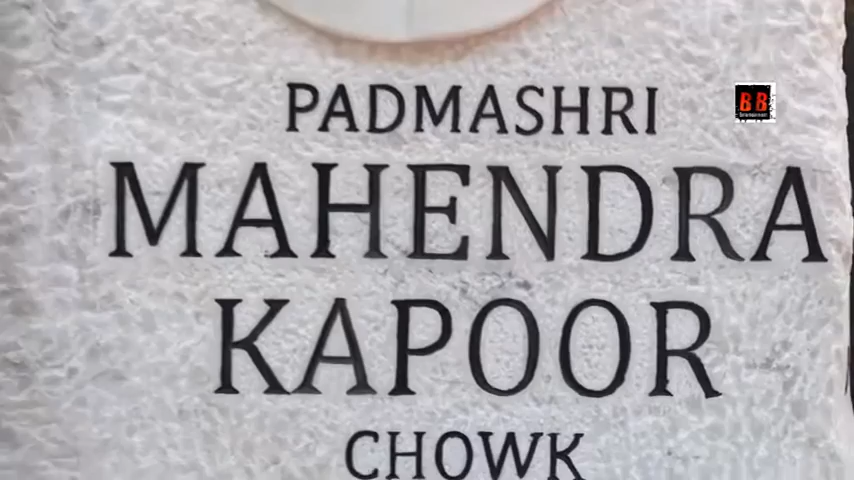 PADMASHRI
BB
MAHENDRA
KAPOOR
CHOWK